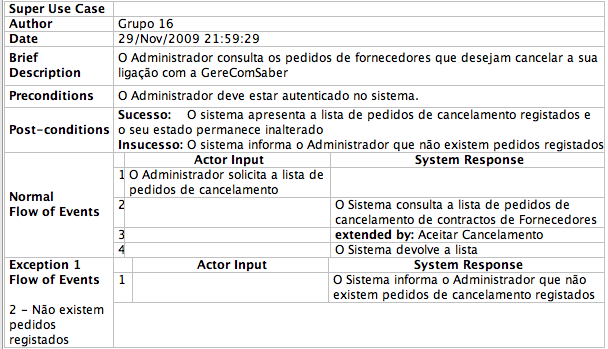 Super Use Case
Author Grupo 16
Date 29/Nov/2009 21:59:29
Brief Description O Administrador consulta os pedidos de fornecedores que desejam cancelar a sua
ligação com a GereComSaber
Preconditions O Administrador deve estar autenticado no sistema.
Post-conditions Sucesso: O sistema apresenta a lista de pedidos de cancelamento registados e
o seu estado permanece inalterado
Insucesso: O sistema informa o Administrador que não existem pedidos registados
Normal
Flow of Events
Actor Input System Response
1 O Administrador solicita a lista de
pedidos de cancelamento
2 O Sistema consulta a lista de pedidos de
cancelamento de contractos de Fornecedores
3 extended by: Aceitar Cancelamento
4 O Sistema devolve a lista
Exception 1
Flow of Events
2 - Não existem
pedidos
registados
Actor Input System Response
1 O Sistema informa o Administrador que não
existem pedidos de cancelamento registados